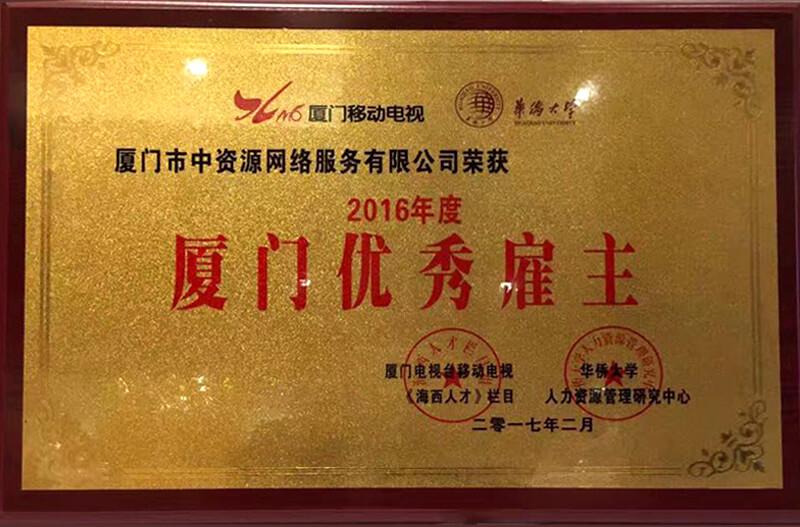 厦门移动电视 華僑大學
HUAQIAO UNIVERSITY
厦门市中资源网络服务有限公司荣获
2016年度
厦门优秀雇主
厦门电视台移动电视 华侨大学
《海西人才》栏目 人力资源管理研究中心
二零一七年二月